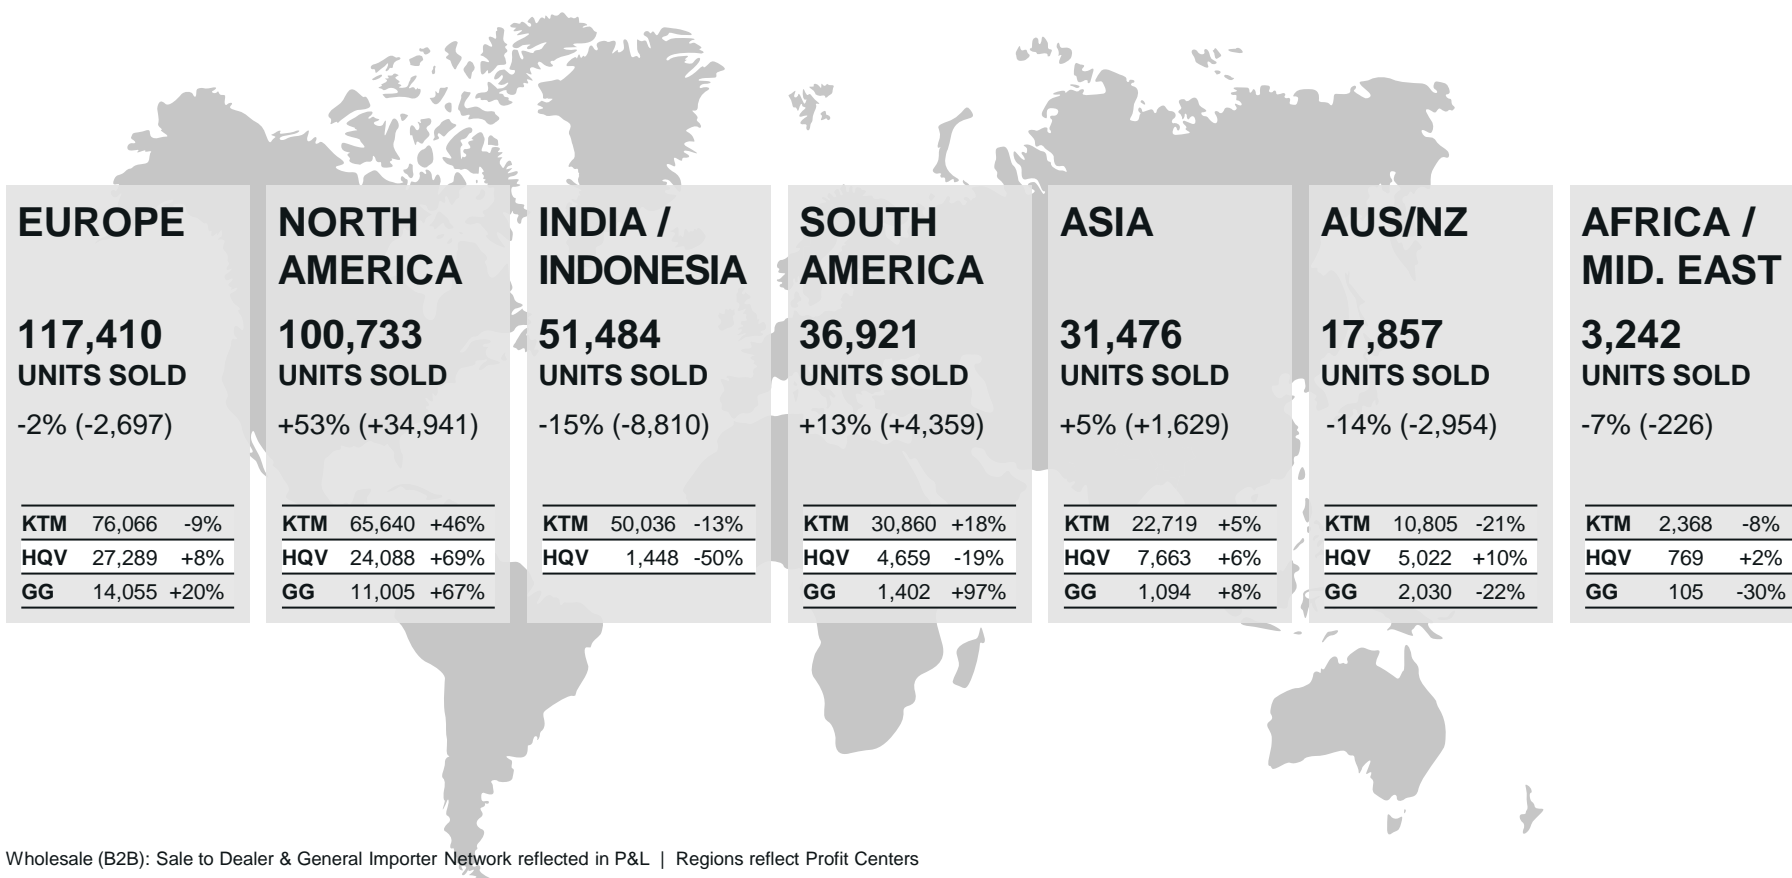 EUROPE
117,410
UNITS SOLD
-2% (-2,697)
KTM 76,066 -9%
HQV 27,289 +8%
GG 14,055 +20%
NORTH
AMERICA
100,733
UNITS SOLD
+53% (+34,941)
KTM 65,640 +46%
HQV 24,088 +69%
GG 11,005 +67%
INDIA /
INDONESIA
51,484
UNITS SOLD
-15% (-8,810)
KTM 50,036 -13%
HQV 1,448 -50%
SOUTH
AMERICA
36,921
UNITS SOLD
+13% (+4,359)
KTM 30,860 +18%
HQV 4,659 -19%
GG 1,402 +97%
ASIA
31,476
UNITS SOLD
+5% (+1,629)
KTM 22,719 +5%
HQV 7,663 +6%
GG 1,094 +8%
AUS/NZ
17,857
UNITS SOLD
-14% (-2,954)
KTM 10,805 -21%
HQV 5,022 +10%
GG 2,030 -22%
AFRICA /
MID. EAST
3,242
UNITS SOLD
-7% (-226)
KTM 2,368 -8%
HQV 769 +2%
GG 105 -30%
Wholesale (B2B): Sale to Dealer & General Importer Network reflected in P&L | Regions reflect Profit Centers